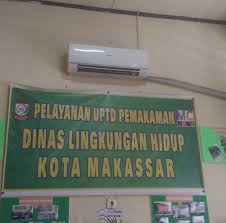 PELAYANAN UPTD PEMAKAMAN
DINAS LINGKUNGAN HIDUP
KOTA MAKASSAR